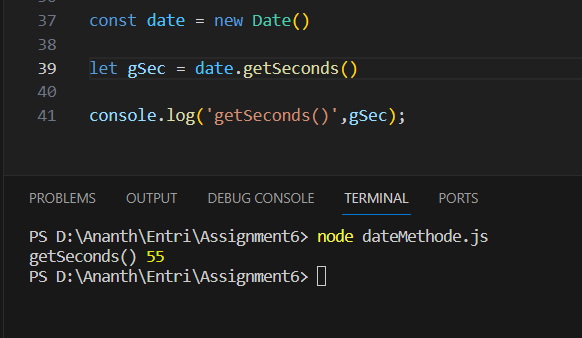 37 const date = new Date()
38
39 let gSec = date.getSeconds()
40
41 console.log('getSeconds()',gSec);
PROBLEMS OUTPUT DEBUG CONSOLE TERMINAL PORTS
PS D:\Ananth\Entri\Assignment6> node dateMethode.js
getSeconds() 55
PS D:\Ananth\Entri\Assignment6>